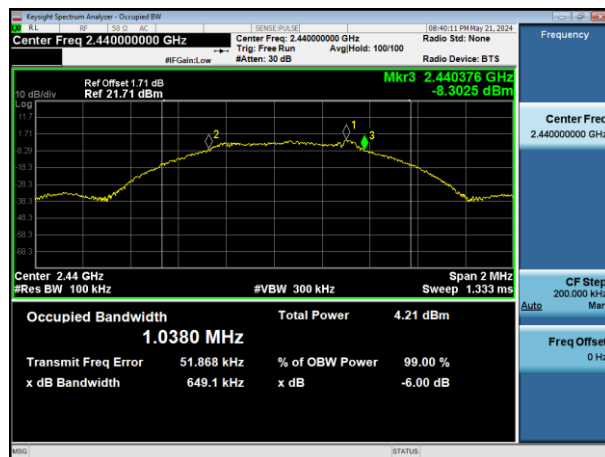 Keysight Spectrum Analyzer - Occupied BW
RL RF 50 Ω AC SENSE:PULSE 08:40:11 PM May 21, 2024
Center Freq 2.440000000 GHz
Center Freq: 2.440000000 GHz
Radio Std: None
Trig: Free Run Avg|Hold: 100/100
#IFGain:Low #Atten: 30 dB Radio Device: BTS
Frequency
Ref Offset 1.71 dB
Mkr3 2.440376 GHz
10 dB/div Ref 21.71 dBm -8.3025 dBm
Log
11.7
1.71
-8.29
-18.3
-28.3
-38.3
-48.3
-58.3
-68.3
2
1
3
Center Freq
2.440000000 GHz
Center 2.44 GHz Span 2 MHz
#Res BW 100 kHz #VBW 300 kHz Sweep 1.333 ms
CF Step
200.000 kHz
Auto Man
Occupied Bandwidth Total Power 4.21 dBm
1.0380 MHz
Transmit Freq Error 51.868 kHz % of OBW Power 99.00 %
x dB Bandwidth 649.1 kHz x dB -6.00 dB
Freq Offset
0 Hz
MSG STATUS